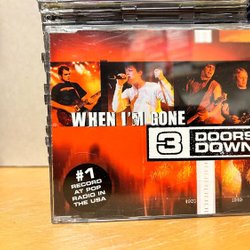 WHEN I'M GONE
3 DOORS
DOWN
#1
RECORD
AT POP
RADIO IN
THE USA